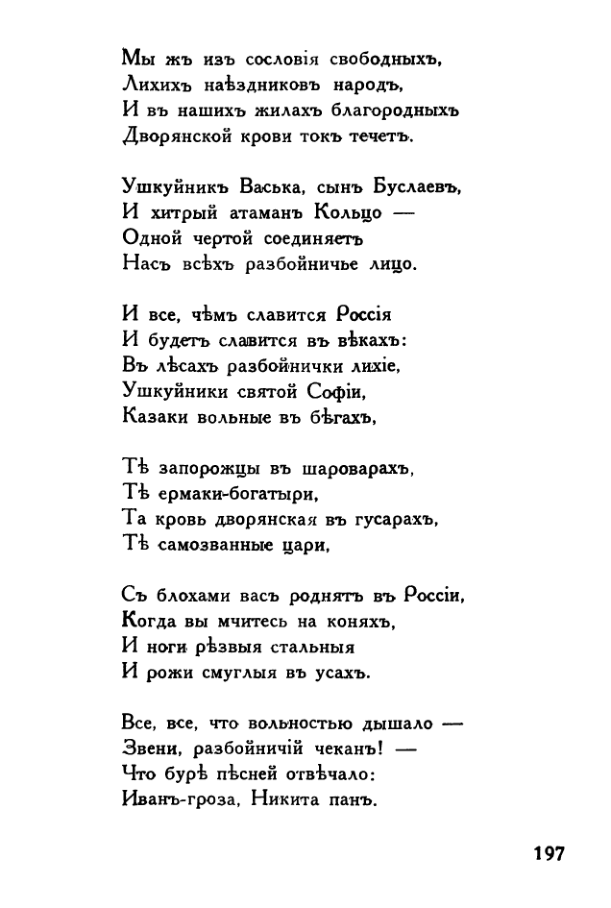 Мы жъ изъ сословія свободныхъ,
Лихихъ наѣздниковъ народъ,
И въ нашихъ жилахъ благородныхъ
Дворянской крови токъ течетъ.
Ушкуйникъ Васька, сынъ Буслаевъ,
И хитрый атаманъ Кольцо —
Одной чертой соединяетъ
Насъ всѣхъ разбойничье лицо.
И все, чѣмъ славится Россія
И будетъ славится въ вѣкахъ:
Въ лѣсахъ разбойнички лихіе,
Ушкуйники святой Софіи,
Казаки вольные въ бѣгахъ,
Тѣ запорожцы въ шароварахъ,
Тѣ ермаки-богатыри,
Та кровь дворянская въ гусарахъ,
Тѣ самозванные цари,
Съ блохами васъ роднятъ въ Россіи,
Когда вы мчитесь на коняхъ,
И ноги рѣзвыя стальныя
И рожи смуглыя въ усахъ.
Все, все, что вольностью дышало —
Звени, разбойничій чеканъ! —
Что бурѣ пѣсней отвѣчало:
Иванъ-гроза, Никита панъ.
197